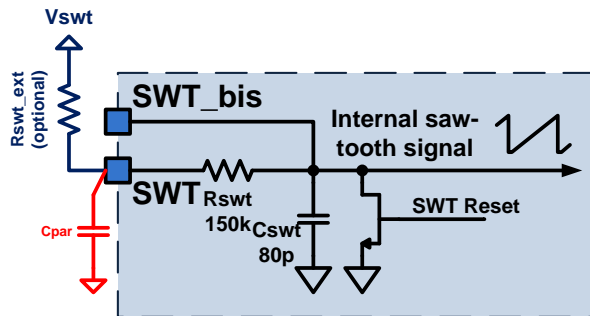 Vswt
Rswt_ext
(optional)
SWT_bis
Internal saw-
tooth signal
SWT
Rswt
150k
Cswt
80p
SWT Reset
Cpar